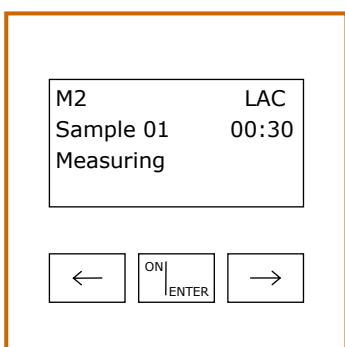 M2 LAC
Sample 01 00:30
Measuring
← ON ENTER →